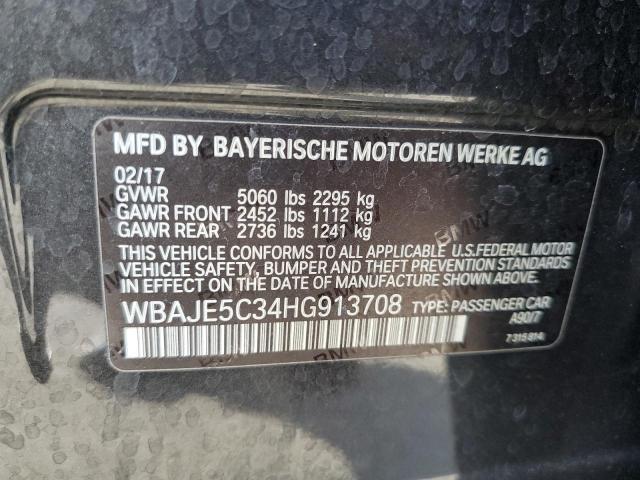 MFD BY BAYERISCHE MOTOREN WERKE AG
02/17
GVWR 5060 lbs 2295 kg
GAWR FRONT 2452 lbs 1112 kg
GAWR REAR 2736 lbs 1241 kg
THIS VEHICLE CONFORMS TO ALL APPLICABLE U.S. FEDERAL MOTOR
VEHICLE SAFETY, BUMPER AND THEFT PREVENTION STANDARDS
IN EFFECT ON THE DATE OF MANUFACTURE SHOWN ABOVE.
WBAJE5C34HG913708 TYPE: PASSENGER CAR
A90/7
7315814